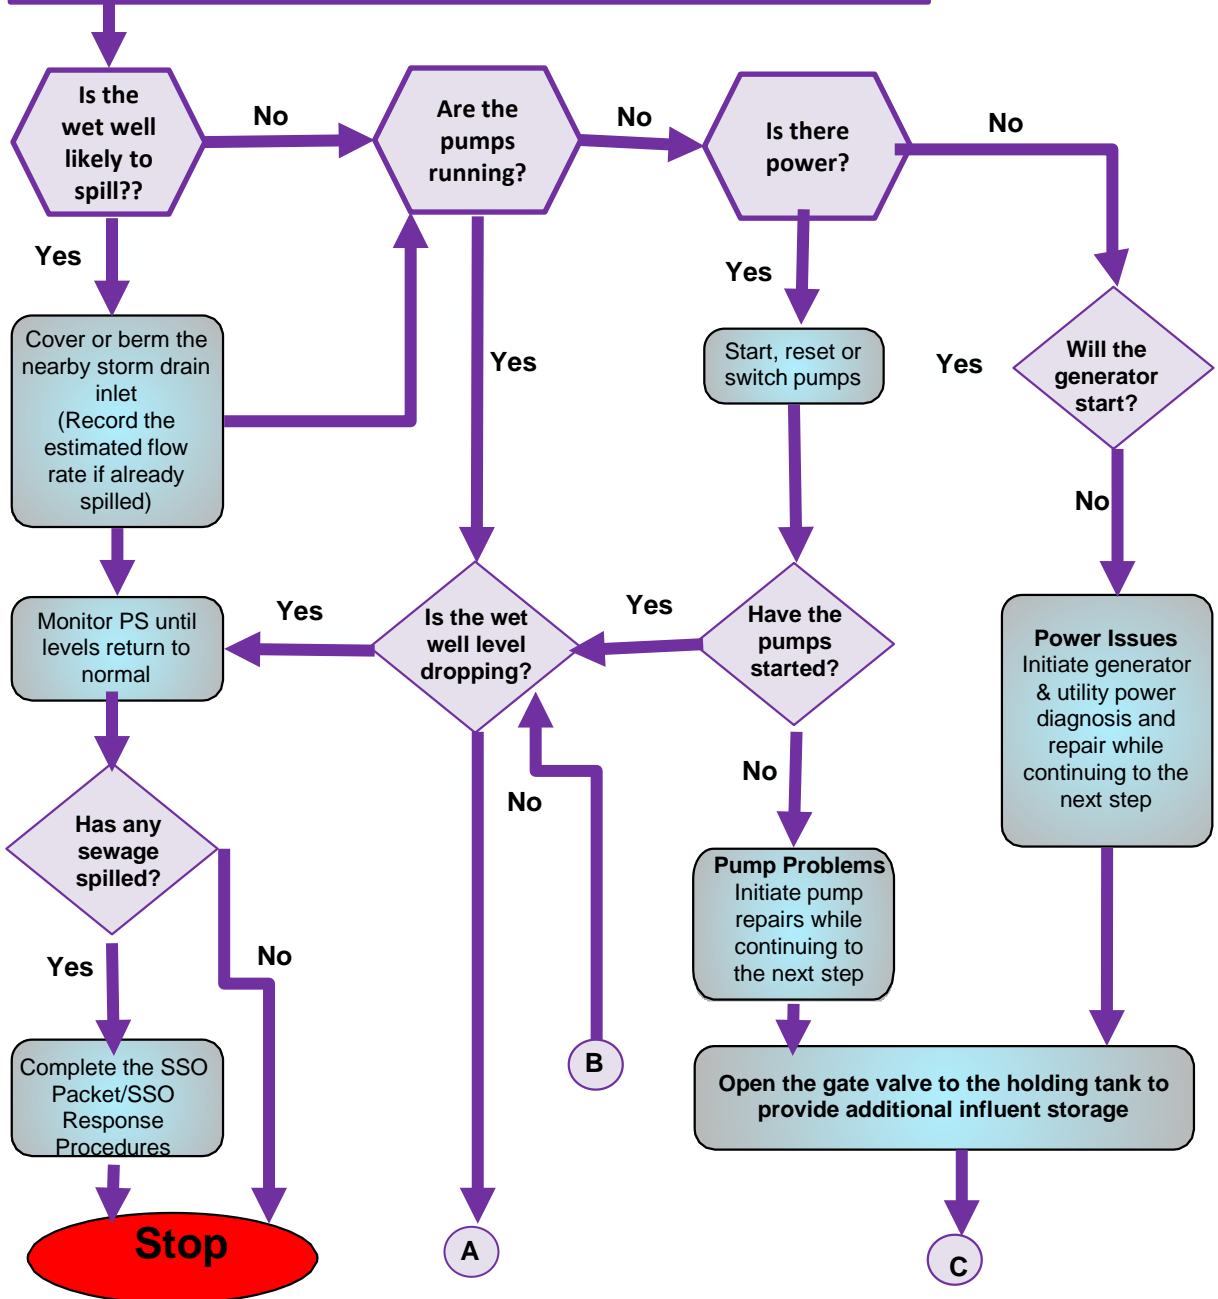 Is the
wet well
likely to
spill??
No
Are the
pumps
running?
No
Is there
power?
No
Yes
Cover or berm the
nearby storm drain
inlet
(Record the
estimated flow
rate if already
spilled)
Yes
Yes
Start, reset or
switch pumps
Yes
Will the
generator
start?
No
Monitor PS until
levels return to
normal
Yes
Is the wet
well level
dropping?
Yes
Have the
pumps
started?
Power Issues
Initiate generator
& utility power
diagnosis and
repair while
continuing to the
next step
No
No
Has any
sewage
spilled?
Pump Problems
Initiate pump
repairs while
continuing to
the next step
Yes
No
Complete the SSO
Packet/SSO
Response
Procedures
B
Open the gate valve to the holding tank to
provide additional influent storage
Stop
A
C